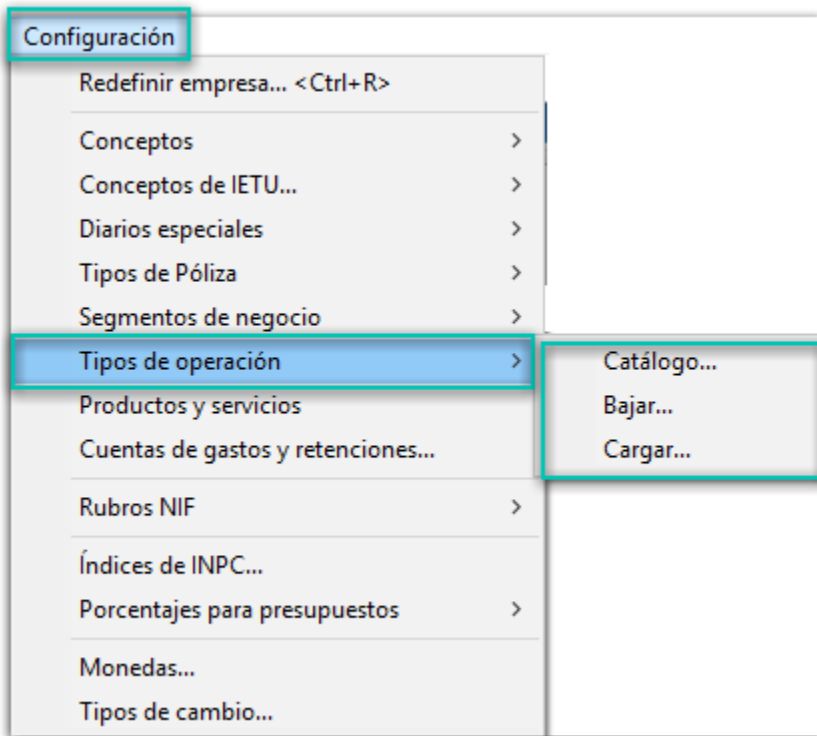 Configuración
Redefinir empresa... <Ctrl+R>
Conceptos
Conceptos de IETU...
Diarios especiales
Tipos de Póliza
Segmentos de negocio
Tipos de operación
Catálogo...
Bajar...
Cargar...
Productos y servicios
Cuentas de gastos y retenciones...
Rubros NIF
Índices de INPC...
Porcentajes para presupuestos
Monedas...
Tipos de cambio...